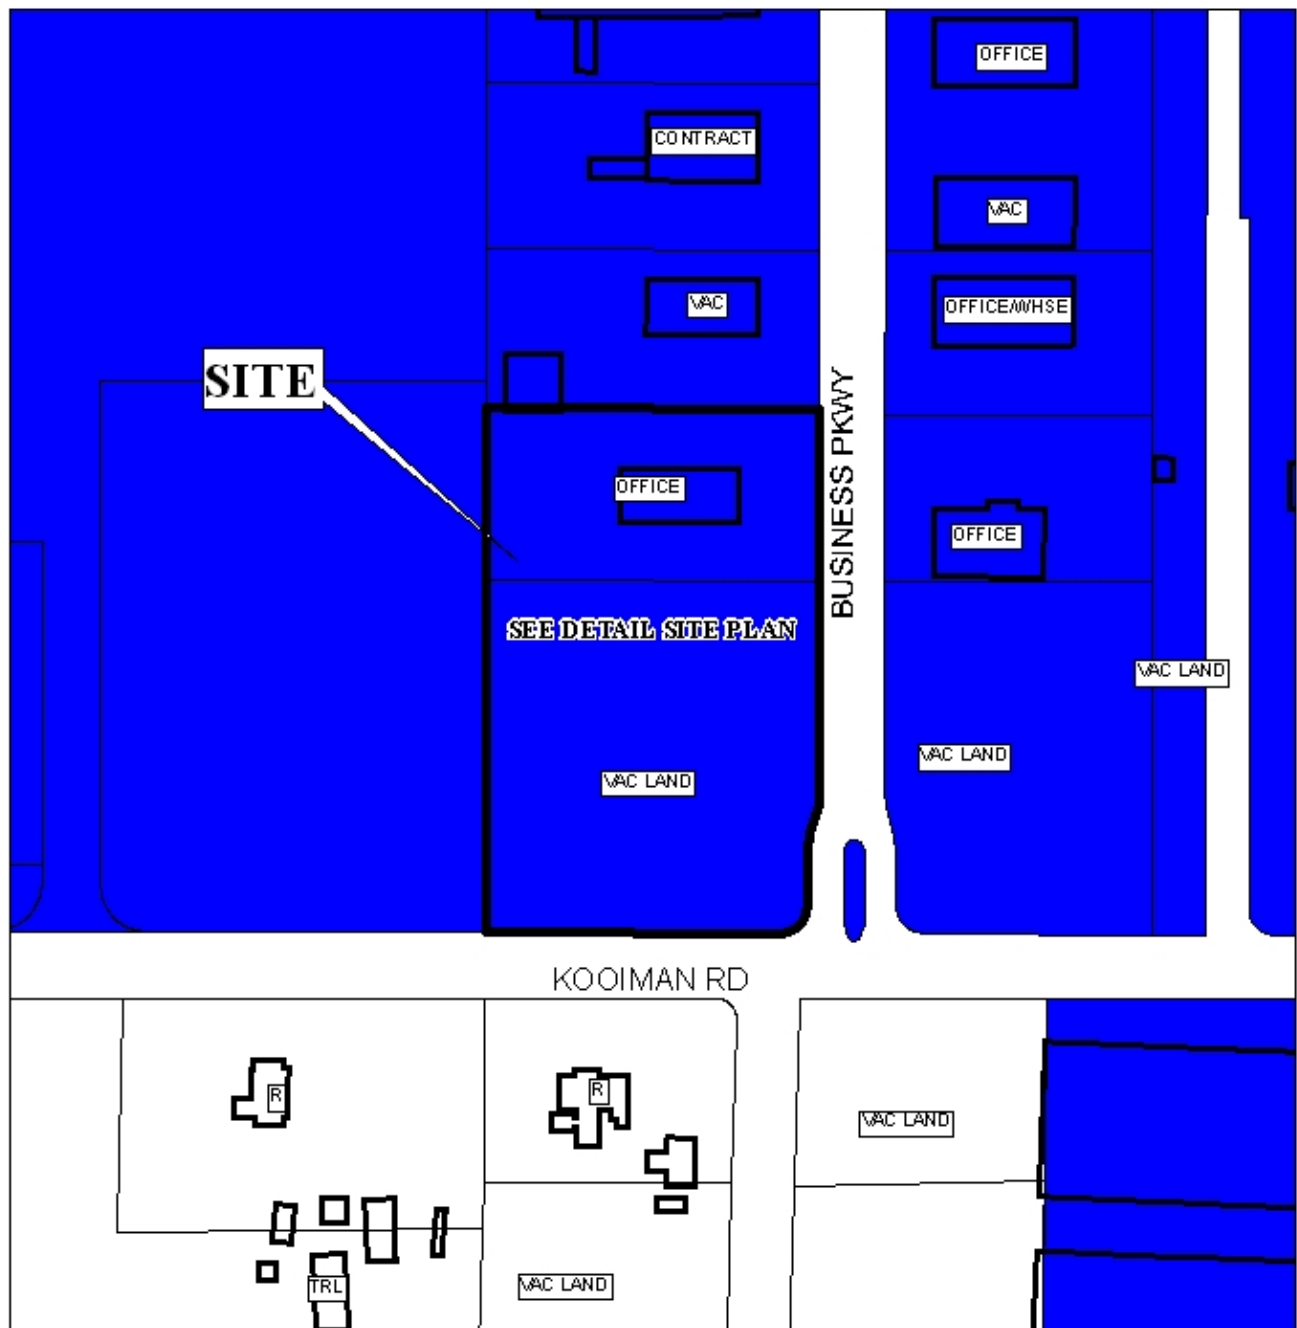 OFFICE
CONTRACT
VAC
VAC
OFFICE/WHSE
SITE
BUSINESS PKWY
OFFICE
OFFICE
SEE DETAIL SITE PLAN
VAC LAND
VAC LAND
VAC LAND
KOOIMAN RD
R
R
VAC LAND
TRL
VAC LAND